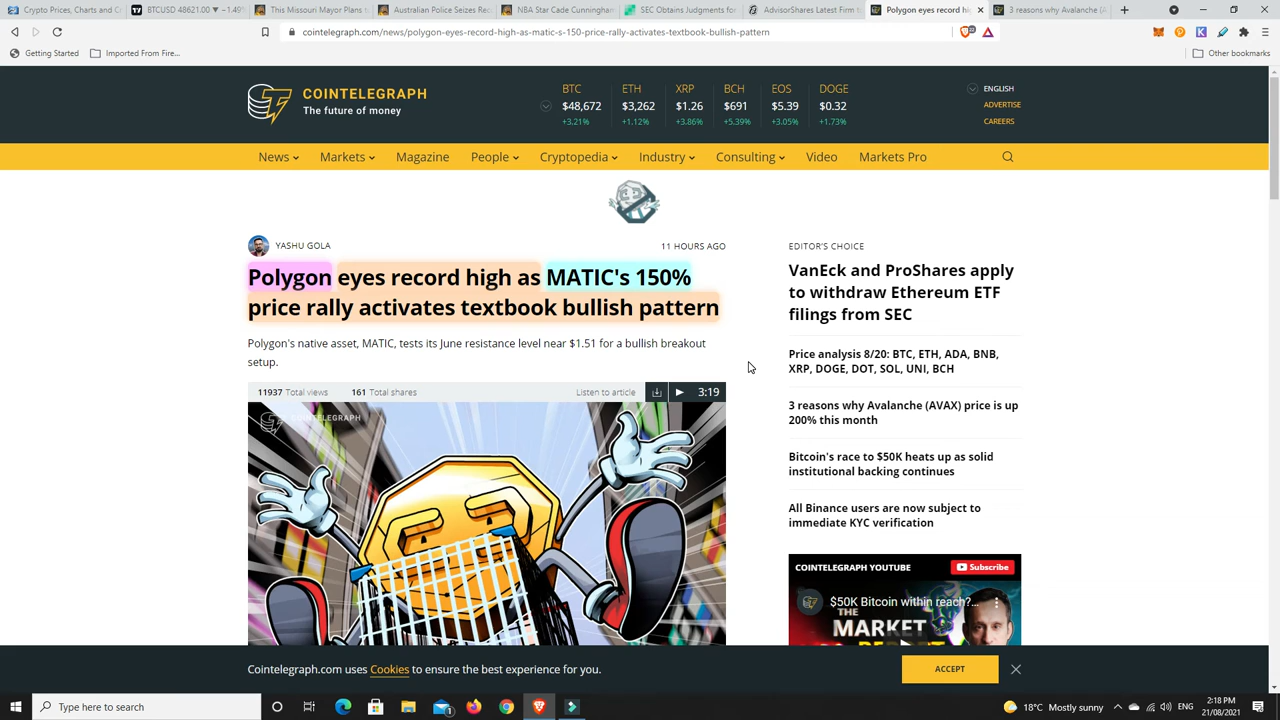 Crypto Prices, Charts and C
BTCUSD 48621.00 ▼ −1.49%
This Missouri Mayor Plans to
Australian Police Seizes Rec
NBA Star Cade Cunningham
SEC Obtains Judgments for
AdvisorShares Latest Firm to
Polygon eyes record hig
3 reasons why Avalanche (A
cointelegraph.com/news/polygon-eyes-record-high-as-matic-s-150-price-rally-activates-textbook-bullish-pattern
Getting Started
Imported From Fire...
Other bookmarks
COINTELEGRAPH
The future of money
BTC
ETH
XRP
BCH
EOS
DOGE
$48,672
$3,262
$1.26
$691
$5.39
$0.32
+3.21%
+1.12%
+3.86%
+5.39%
+3.05%
+1.73%
ENGLISH
ADVERTISE
CAREERS
News
Markets
Magazine
People
Cryptopedia
Industry
Consulting
Video
Markets Pro
YASHU GOLA
11 HOURS AGO
Polygon eyes record high as MATIC's 150%
price rally activates textbook bullish pattern
Polygon's native asset, MATIC, tests its June resistance level near $1.51 for a bullish breakout
setup.
11937 Total views
161 Total shares
Listen to article
3:19
COINTELEGRAPH
EDITOR'S CHOICE
VanEck and ProShares apply
to withdraw Ethereum ETF
filings from SEC
Price analysis 8/20: BTC, ETH, ADA, BNB,
XRP, DOGE, DOT, SOL, UNI, BCH
3 reasons why Avalanche (AVAX) price is up
200% this month
Bitcoin's race to $50K heats up as solid
institutional backing continues
All Binance users are now subject to
immediate KYC verification
COINTELEGRAPH YOUTUBE
Subscribe
$50K Bitcoin within reach?...
THE
MARKET
Cointelegraph.com uses Cookies to ensure the best experience for you.
ACCEPT
Type here to search
18°C Mostly sunny
ENG
2:18 PM
21/08/2021